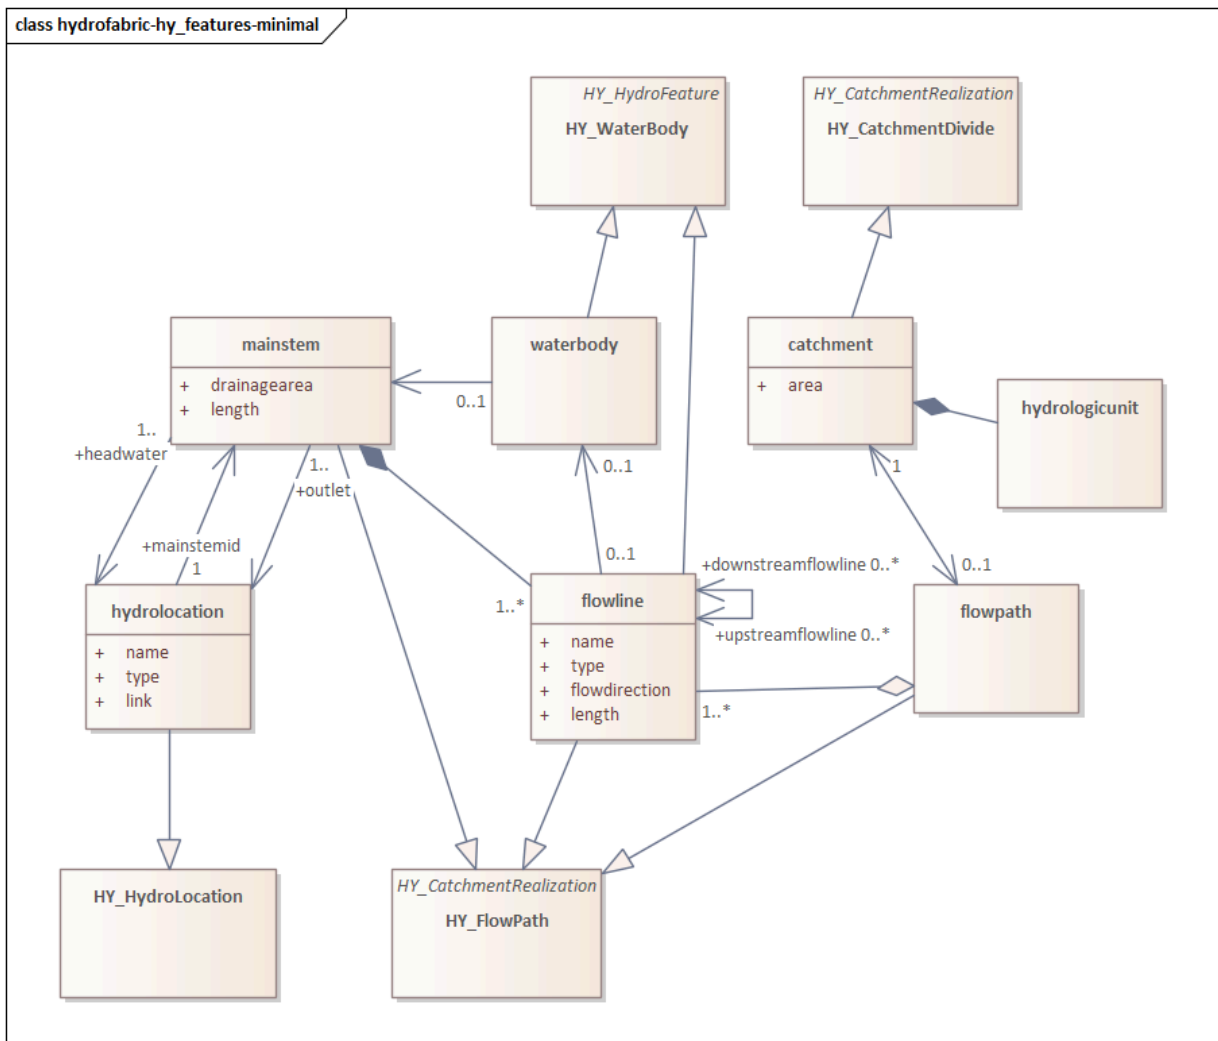 class hydrofabric-hy_features-minimal
HY_HydroFeature
HY_WaterBody
HY_CatchmentRealization
HY_CatchmentDivide
mainstem
+ drainagearea
+ length
waterbody
0..1
catchment
+ area
hydrologicunit
1..
+headwater
1..
+outlet
0..1
1
+mainstemid
1
0..1
+downstreamflowline 0..*
0..1
hydrolocation
+ name
+ type
+ link
1..*
flowline
+ name
+ type
+ flowdirection
+ length
+upstreamflowline 0..*
1..*
flowpath
HY_HydroLocation
HY_CatchmentRealization
HY_FlowPath